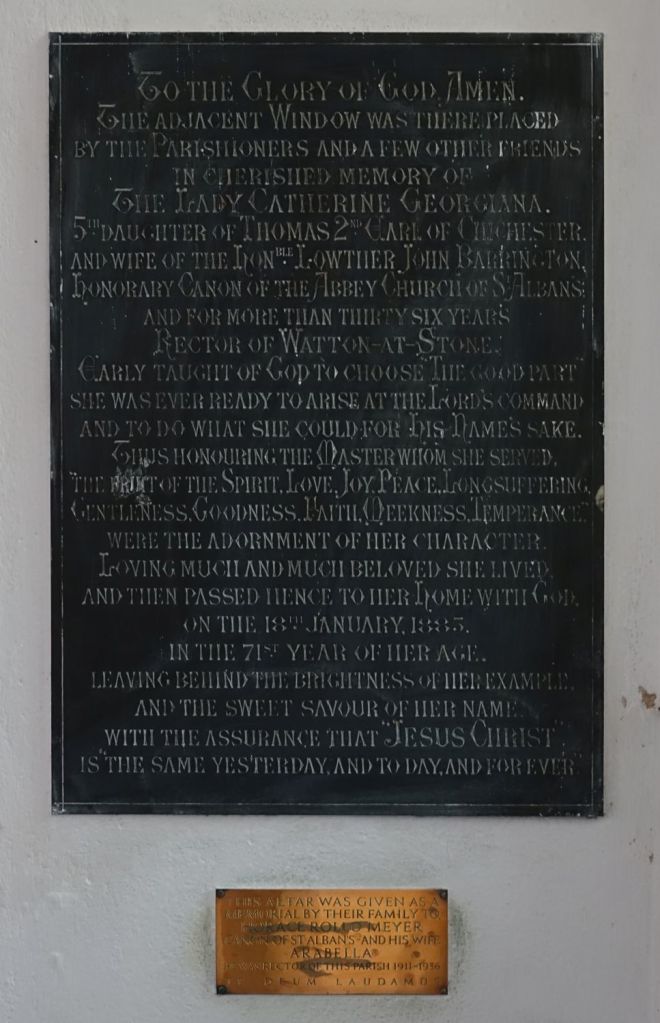 TO THE GLORY OF GOD, AMEN.
THE ADJACENT WINDOW WAS THERE PLACED
BY THE PARISHIONERS AND A FEW OTHER FRIENDS
IN CHERISHED MEMORY OF
THE LADY CATHERINE GEORGIANA.
5TH DAUGHTER OF THOMAS 2ND EARL OF CHICHESTER,
AND WIFE OF THE HONBLE LOWTHER JOHN BARRINGTON,
HONORARY CANON OF THE ABBEY CHURCH OF ST ALBANS;
AND FOR MORE THAN THIRTY SIX YEARS
RECTOR OF WATTON-AT-STONE.
EARLY TAUGHT OF GOD TO CHOOSE "THE GOOD PART"
SHE WAS EVER READY TO ARISE AT THE LORD'S COMMAND
AND TO DO WHAT SHE COULD FOR HIS NAME'S SAKE.
THUS HONOURING THE MASTER WHOM SHE SERVED,
"THE FRUIT OF THE SPIRIT, LOVE, JOY, PEACE, LONGSUFFERING,
GENTLENESS, GOODNESS, FAITH, MEEKNESS, TEMPERANCE,"
WERE THE ADORNMENT OF HER CHARACTER.
LOVING MUCH AND MUCH BELOVED SHE LIVED,
AND THEN PASSED HENCE TO HER HOME WITH GOD,
ON THE 18TH JANUARY, 1885.
IN THE 71ST YEAR OF HER AGE.
LEAVING BEHIND THE BRIGHTNESS OF HER EXAMPLE,
AND THE SWEET SAVOUR OF HER NAME
WITH THE ASSURANCE THAT "JESUS CHRIST"
IS "THE SAME YESTERDAY, AND TO DAY, AND FOR EVER"
THIS ALTAR WAS GIVEN AS A
MEMORIAL BY THEIR FAMILY TO
HORACE ROLLO MEYER
CANON OF ST ALBANS AND HIS WIFE
ARABELLA
HE WAS RECTOR OF THIS PARISH 1911-1936
TE DEUM LAUDAMUS